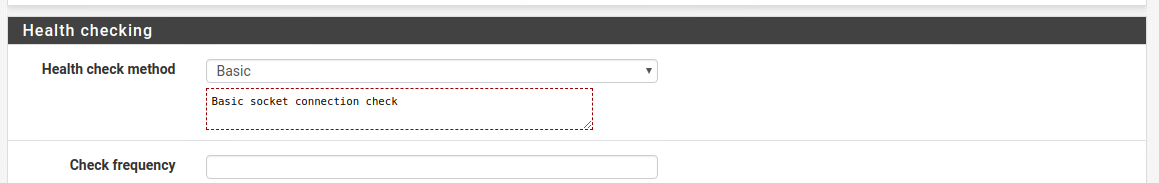 Health checking
Health check method
Basic
Basic socket connection check
Check frequency